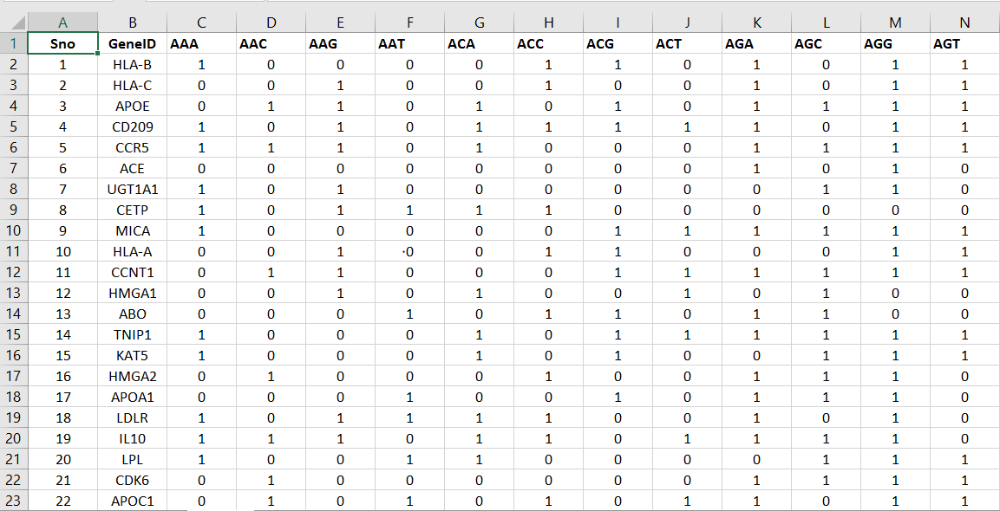 A B C D E F G H I J K L M N
1 Sno GeneID AAA AAC AAG AAT ACA ACC ACG ACT AGA AGC AGG AGT
2 1 HLA-B 1 0 0 0 0 1 1 0 1 0 1 1
3 2 HLA-C 0 0 1 0 0 1 0 0 1 0 1 1
4 3 APOE 0 1 1 0 1 0 1 0 1 1 1 1
5 4 CD209 1 0 1 0 1 1 1 1 1 0 1 1
6 5 CCR5 1 1 1 0 1 0 0 0 1 1 1 1
7 6 ACE 0 0 0 0 0 0 0 0 1 0 1 0
8 7 UGT1A1 1 0 1 0 0 0 0 0 0 1 1 0
9 8 CETP 1 0 1 1 1 1 0 0 0 0 0 0
10 9 MICA 1 0 0 0 0 0 1 1 1 1 1 1
11 10 HLA-A 0 0 1 0 0 1 1 0 0 0 1 1
12 11 CCNT1 0 1 1 0 0 0 1 1 1 1 1 1
13 12 HMGA1 0 0 1 0 1 0 0 1 0 1 0 0
14 13 ABO 0 0 0 1 0 1 1 0 1 1 0 0
15 14 TNIP1 1 0 0 0 1 0 1 1 1 1 1 1
16 15 KAT5 1 0 0 0 1 0 1 0 0 1 1 1
17 16 HMGA2 0 1 0 0 0 1 0 0 1 1 1 0
18 17 APOA1 0 0 0 1 0 0 1 0 1 1 1 0
19 18 LDLR 1 0 1 1 1 1 0 0 1 0 1 0
20 19 IL10 1 1 1 0 1 1 0 1 1 1 1 0
21 20 LPL 1 0 0 1 1 0 0 0 0 1 1 1
22 21 CDK6 0 1 0 0 0 0 0 0 1 1 1 1
23 22 APOC1 0 1 0 1 0 1 0 1 1 0 1 1